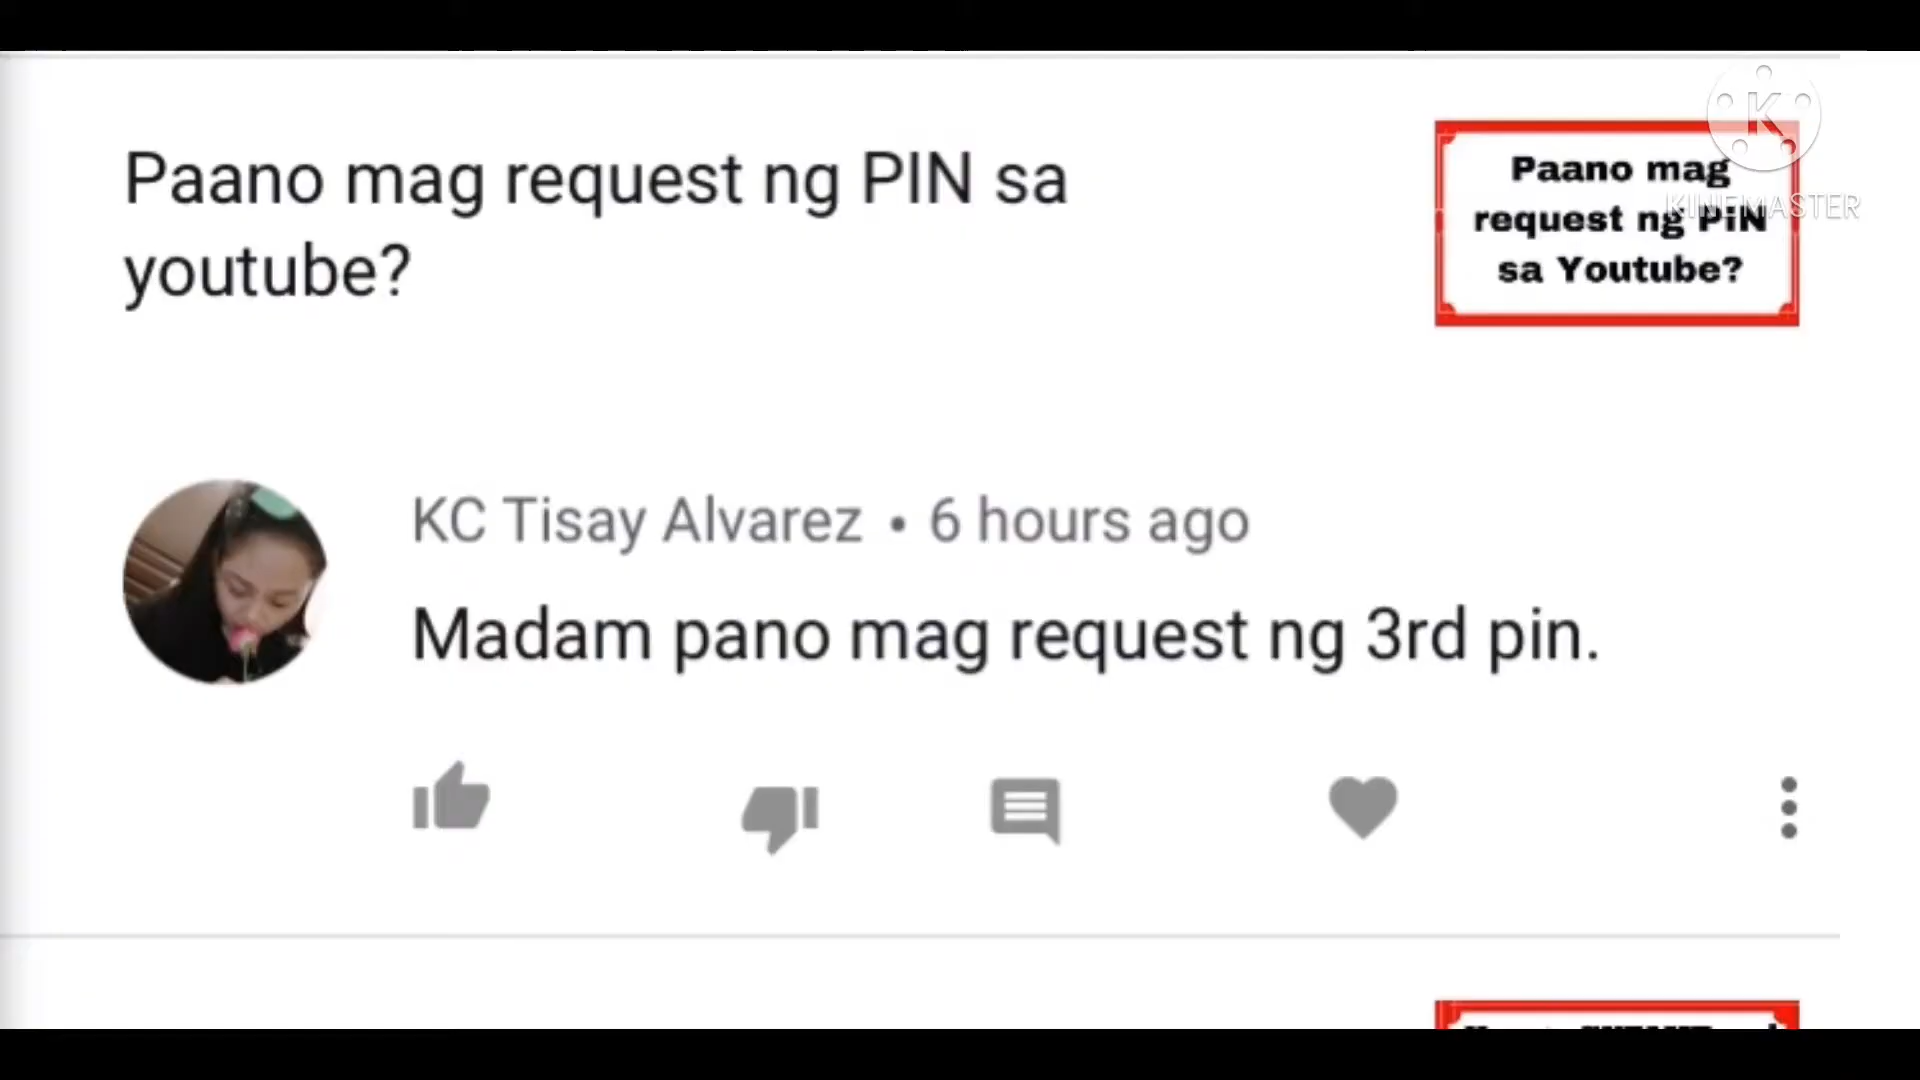 Paano mag request ng PIN sa
youtube?
Paano mag
request ng PiN
sa Youtube?
K
KINEMASTER
KC Tisay Alvarez • 6 hours ago
Madam pano mag request ng 3rd pin.